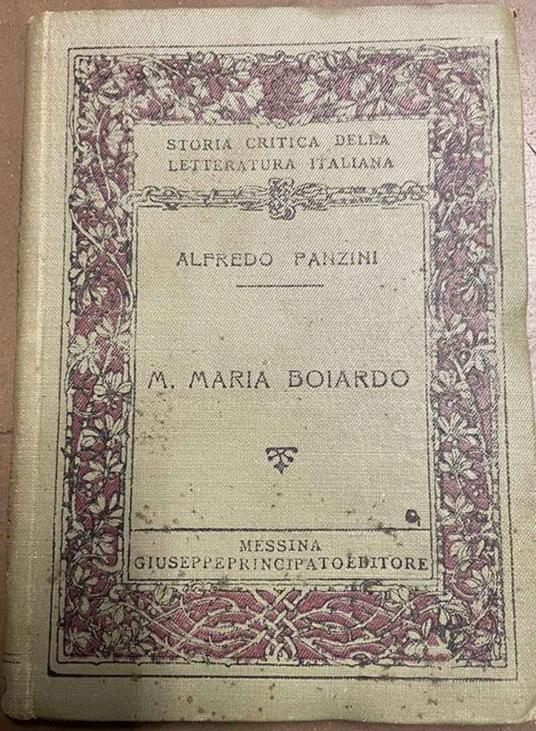 STORIA CRITICA DELLA
LETTERATURA ITALIANA
ALFREDO PANZINI
M. MARIA BOIARDO
MESSINA
GIUSEPPE PRINCIPATO EDITORE